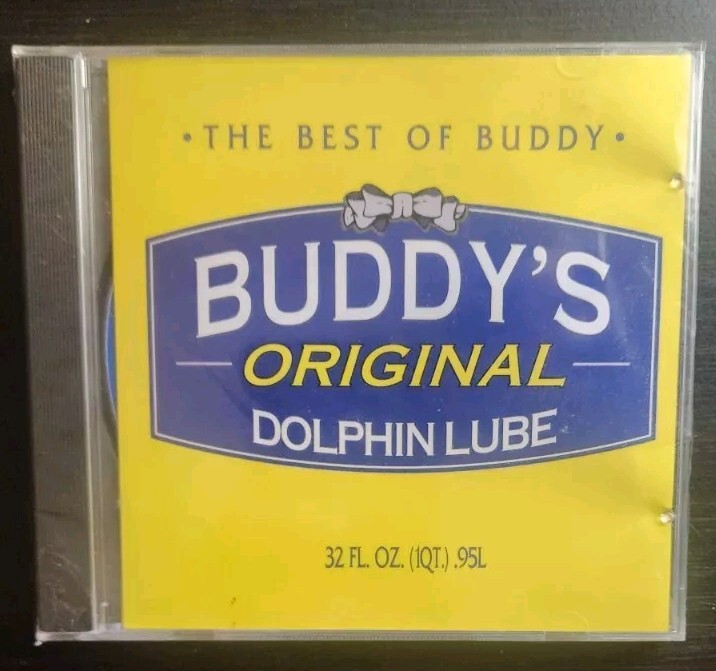 • THE BEST OF BUDDY •
BUDDY'S
ORIGINAL
DOLPHIN LUBE
32 FL. OZ. (1QT.) .95L